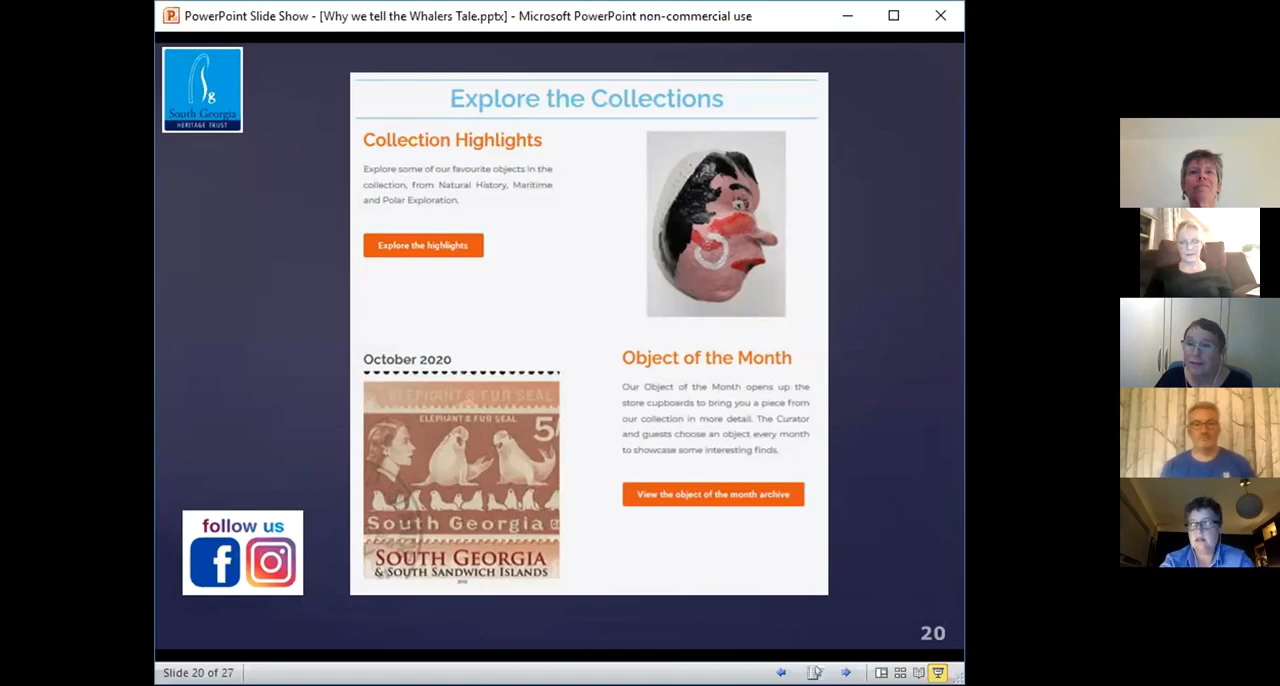 PowerPoint Slide Show - [Why we tell the Whalers Tale.pptx] - Microsoft PowerPoint non-commercial use
Sg
South Georgia
HERITAGE TRUST
Explore the Collections
Collection Highlights
Explore some of our favourite objects in the
collection, from Natural History, Maritime
and Polar Exploration.
Explore the highlights
October 2020
ELEPHANT & FUR SEAL
ELEPHANT & FUR SEAL
5/
South Georgia
SOUTH GEORGIA
& SOUTH SANDWICH ISLANDS
Object of the Month
Our Object of the Month opens up the
store cupboards to bring you a piece from
our collection in more detail. The Curator
and guests choose an object every month
to showcase some interesting finds.
View the object of the month archive
follow us
20
Slide 20 of 27